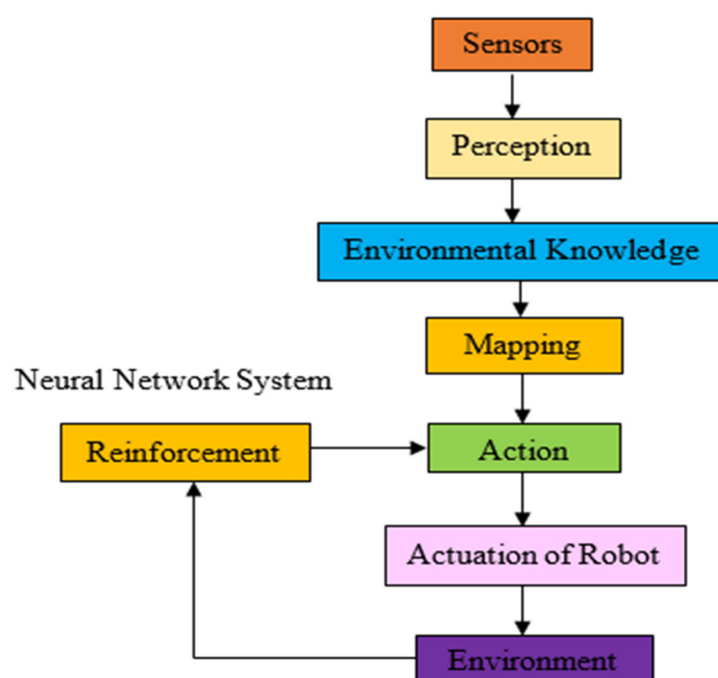 Sensors
Perception
Environmental Knowledge
Mapping
Neural Network System
Reinforcement
Action
Actuation of Robot
Environment